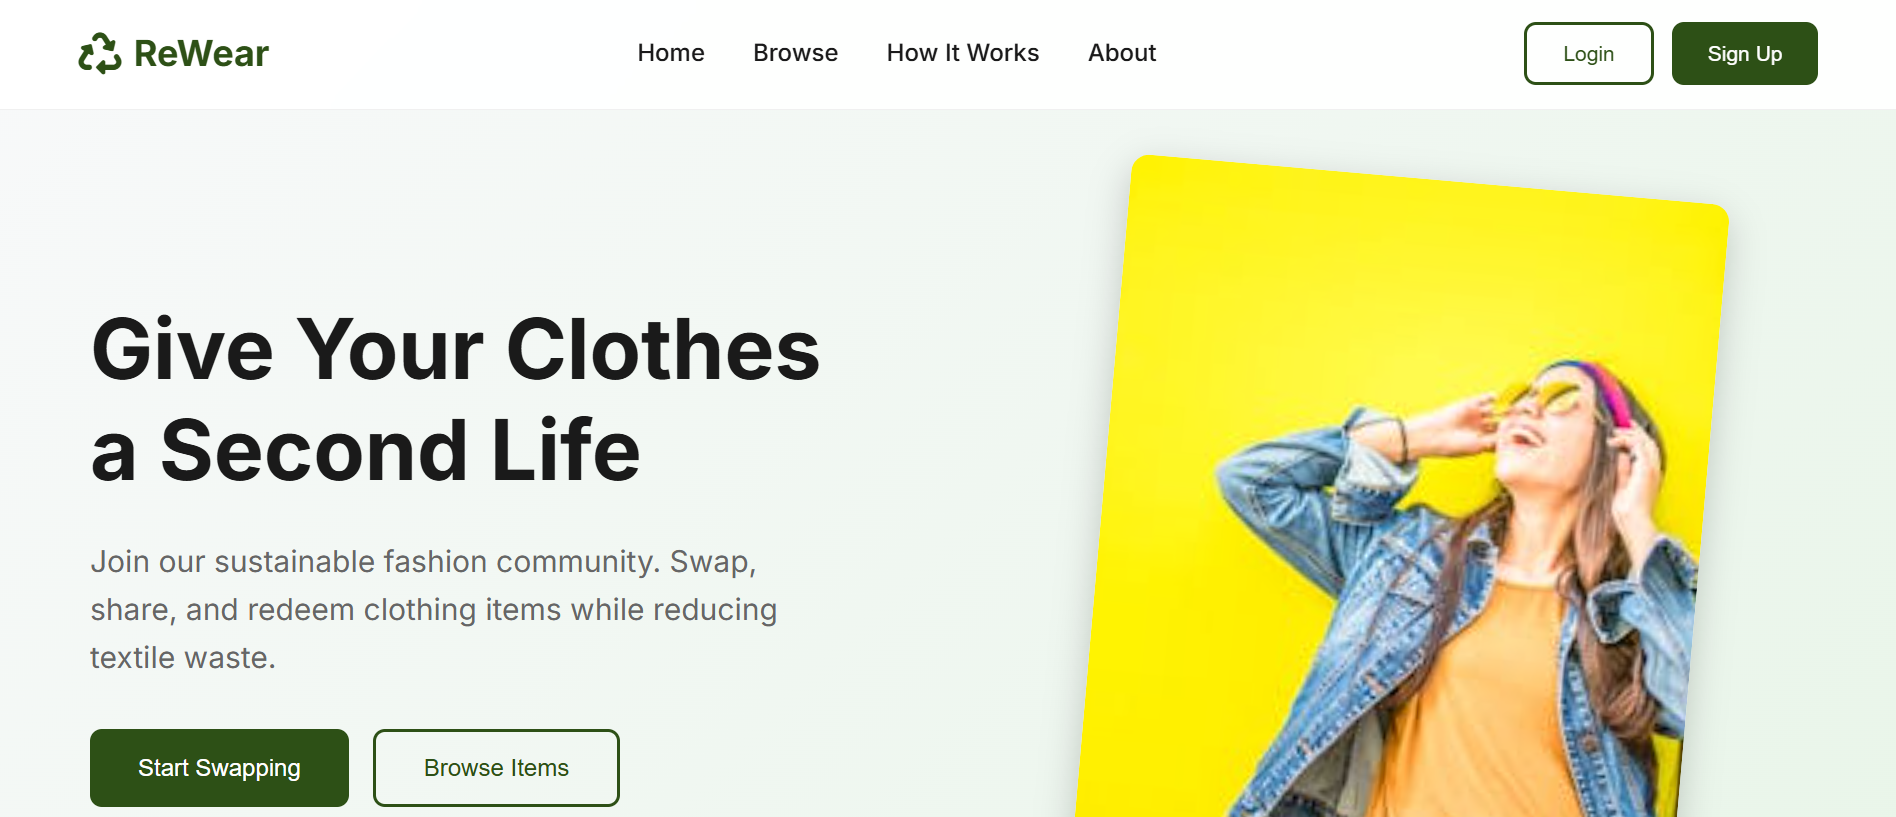 ReWear
Home
Browse
How It Works
About
Login
Sign Up
Give Your Clothes
a Second Life
Join our sustainable fashion community. Swap,
share, and redeem clothing items while reducing
textile waste.
Start Swapping
Browse Items